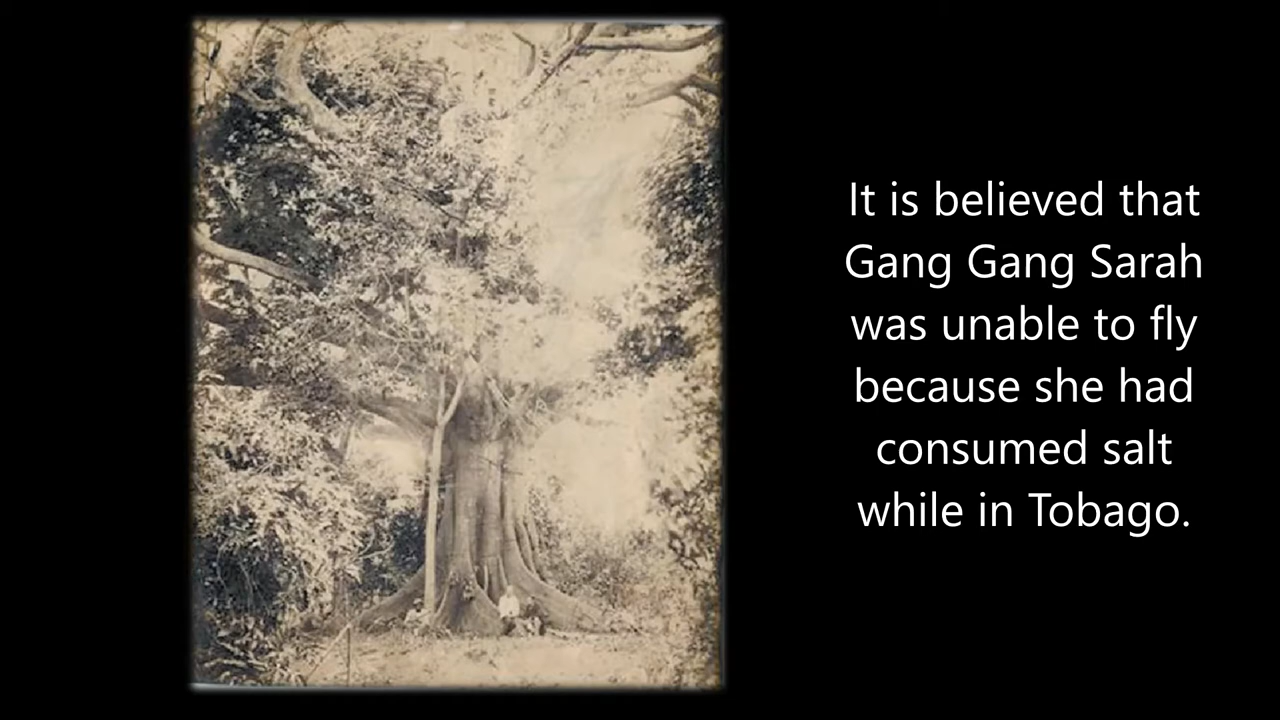 It is believed that
Gang Gang Sarah
was unable to fly
because she had
consumed salt
while in Tobago.